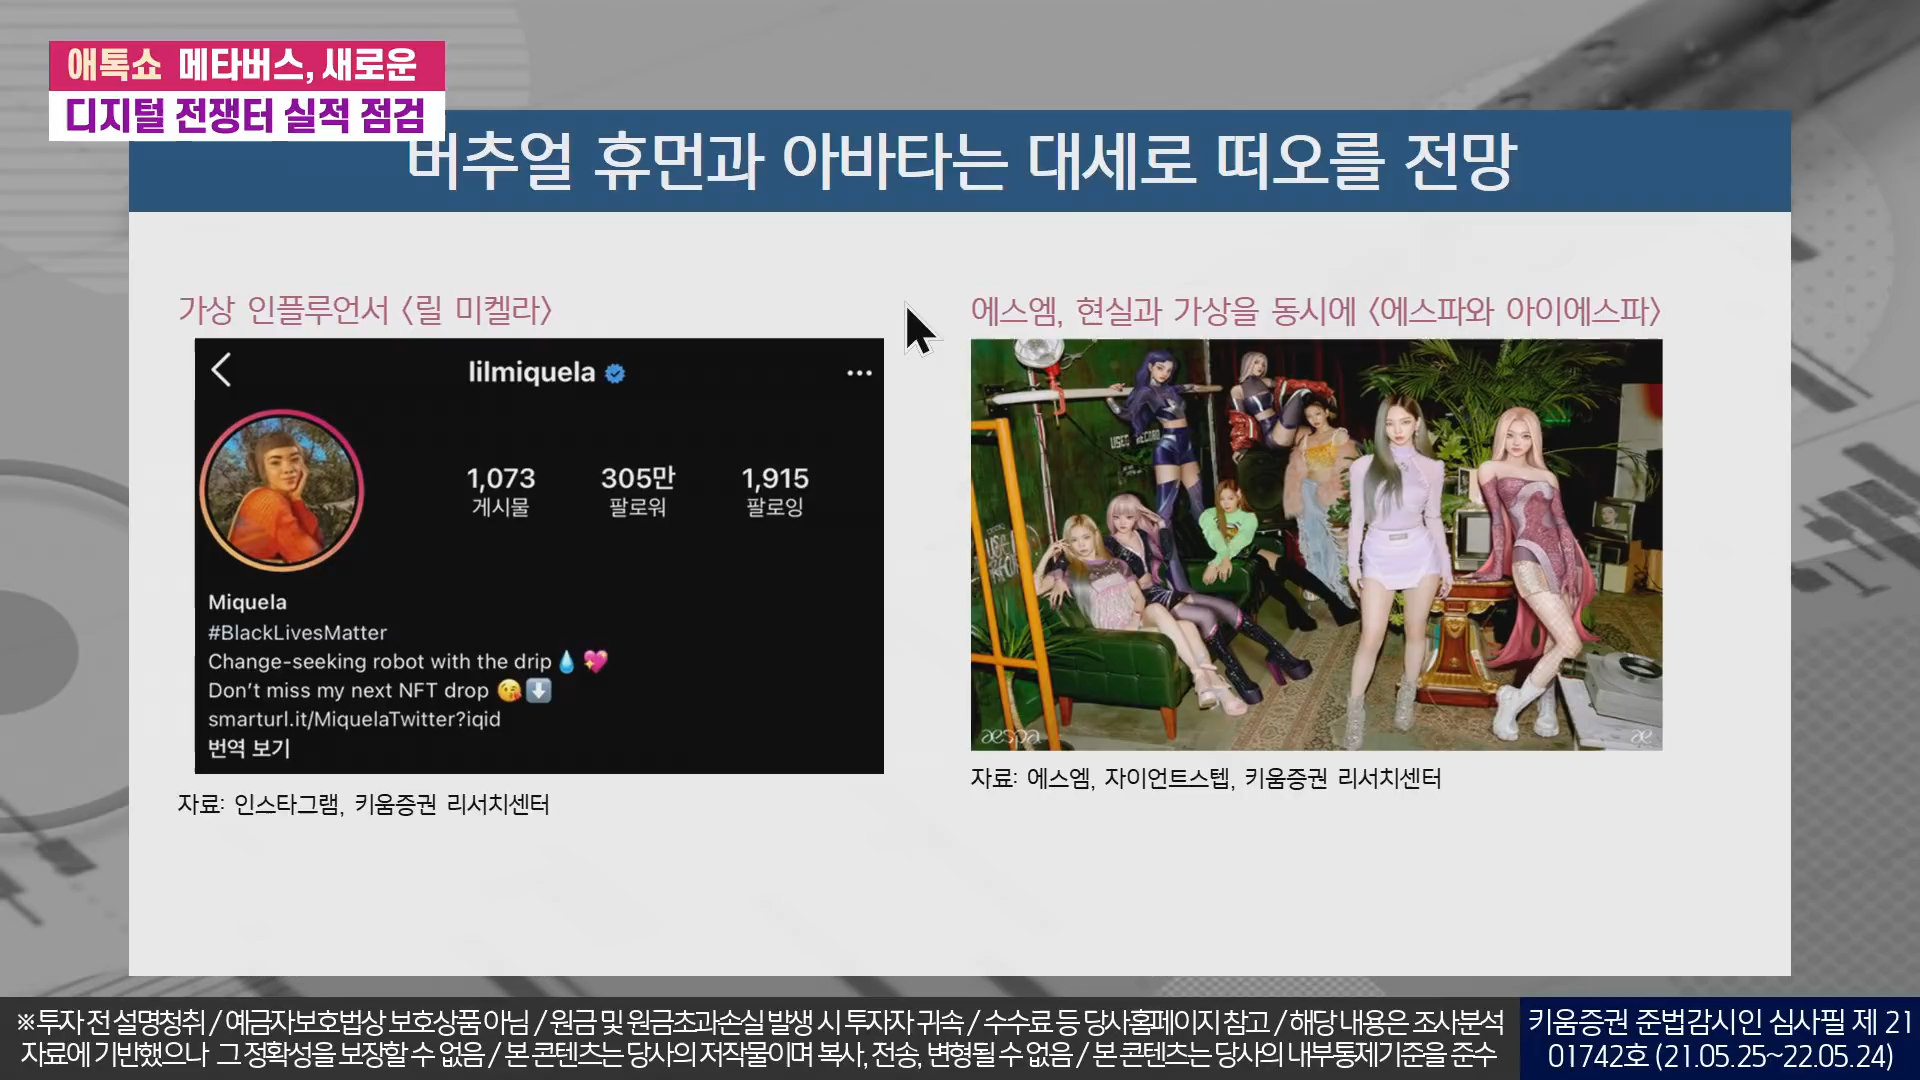 애톡쇼 메타버스, 새로운
디지털 전쟁터 실적 점검
버추얼 휴먼과 아바타는 대세로 떠오를 전망
가상 인플루언서 〈릴 미켈라〉
lilmiquela
1,073 305만 1,915
게시물 팔로워 팔로잉
Miquela
#BlackLivesMatter
Change-seeking robot with the drip💧 💖
Don't miss my next NFT drop 😘⬇️
smarturl.it/MiquelaTwitter?iqid
번역 보기
자료: 인스타그램, 키움증권 리서치센터
에스엠, 현실과 가상을 동시에 〈에스파와 아이에스파〉
USED RECORD
aespa
æ
자료: 에스엠, 자이언트스텝, 키움증권 리서치센터
※투자 전 설명청취 / 예금자보호법상 보호상품 아님 / 원금 및 원금초과손실 발생 시 투자자 귀속 / 수수료 등 당사홈페이지 참고 / 해당 내용은 조사분석
자료에 기반했으나 그 정확성을 보장할 수 없음 / 본 콘텐츠는 당사의 저작물이며 복사, 전송, 변형될 수 없음 / 본 콘텐츠는 당사의 내부통제기준을 준수
키움증권 준법감시인 심사필 제 21
01742호 (21.05.25~22.05.24)